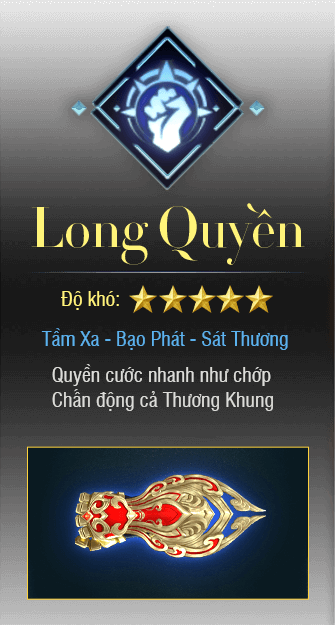 Long Quyền
Độ khó:
Tầm Xa - Bạo Phát - Sát Thương
Quyền cước nhanh như chớp
Chấn động cả Thương Khung